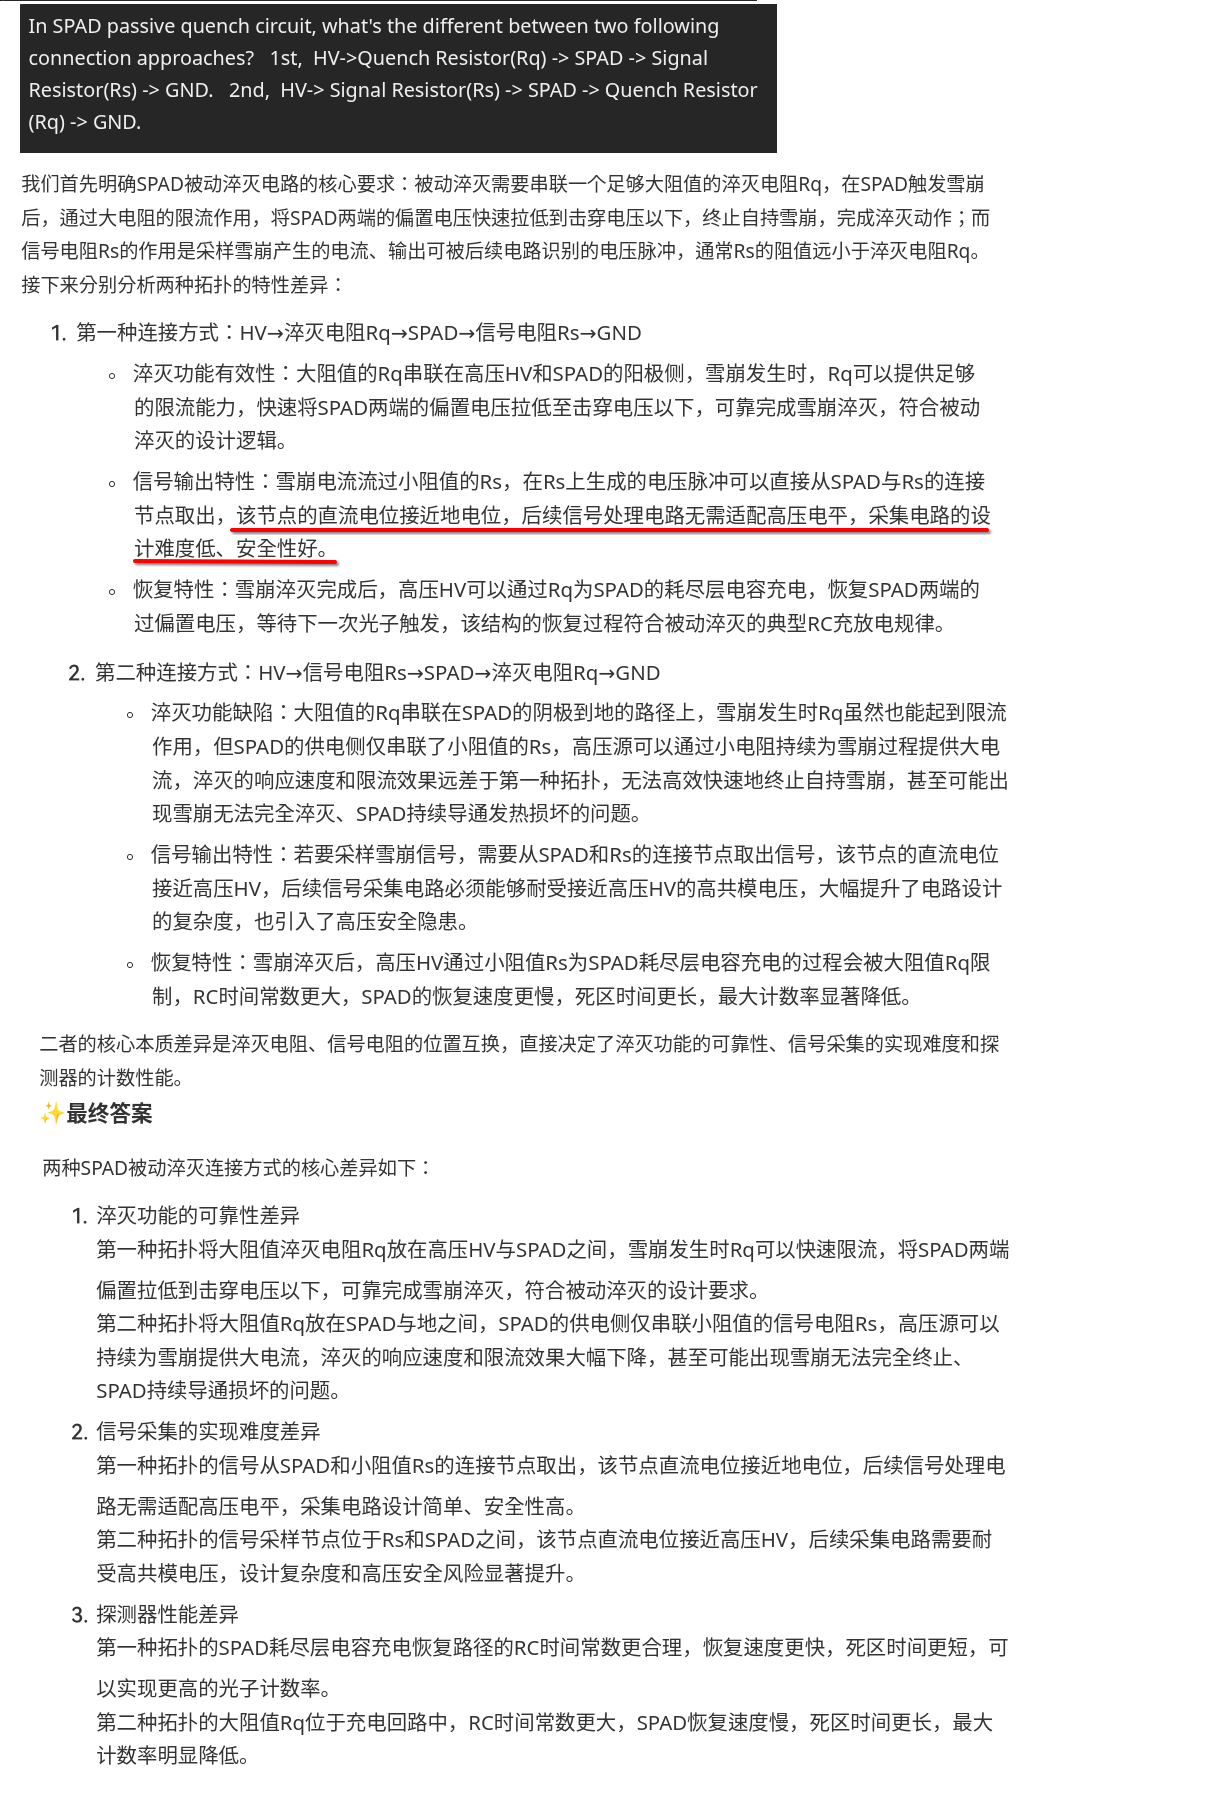 In SPAD passive quench circuit, what's the different between two following
connection approaches?   1st,  HV->Quench Resistor(Rq) -> SPAD -> Signal
Resistor(Rs) -> GND.   2nd,  HV-> Signal Resistor(Rs) -> SPAD -> Quench Resistor
(Rq) -> GND.
我们首先明确SPAD被动淬灭电路的核心要求：被动淬灭需要串联一个足够大阻值的淬灭电阻Rq，在SPAD触发雪崩
后，通过大电阻的限流作用，将SPAD两端的偏置电压快速拉低到击穿电压以下，终止自持雪崩，完成淬灭动作；而
信号电阻Rs的作用是采样雪崩产生的电流、输出可被后续电路识别的电压脉冲，通常Rs的阻值远小于淬灭电阻Rq。
接下来分别分析两种拓扑的特性差异：
1. 第一种连接方式：HV→淬灭电阻Rq→SPAD→信号电阻Rs→GND
◦ 淬灭功能有效性：大阻值的Rq串联在高压HV和SPAD的阳极侧，雪崩发生时，Rq可以提供足够
的限流能力，快速将SPAD两端的偏置电压拉低至击穿电压以下，可靠完成雪崩淬灭，符合被动
淬灭的设计逻辑。
◦ 信号输出特性：雪崩电流流过小阻值的Rs，在Rs上生成的电压脉冲可以直接从SPAD与Rs的连接
节点取出，该节点的直流电位接近地电位，后续信号处理电路无需适配高压电平，采集电路的设
计难度低、安全性好。
◦ 恢复特性：雪崩淬灭完成后，高压HV可以通过Rq为SPAD的耗尽层电容充电，恢复SPAD两端的
过偏置电压，等待下一次光子触发，该结构的恢复过程符合被动淬灭的典型RC充放电规律。
2. 第二种连接方式：HV→信号电阻Rs→SPAD→淬灭电阻Rq→GND
◦ 淬灭功能缺陷：大阻值的Rq串联在SPAD的阴极到地的路径上，雪崩发生时Rq虽然也能起到限流
作用，但SPAD的供电侧仅串联了小阻值的Rs，高压源可以通过小电阻持续为雪崩过程提供大电
流，淬灭的响应速度和限流效果远差于第一种拓扑，无法高效快速地终止自持雪崩，甚至可能出
现雪崩无法完全淬灭、SPAD持续导通发热损坏的问题。
◦ 信号输出特性：若要采样雪崩信号，需要从SPAD和Rs的连接节点取出信号，该节点的直流电位
接近高压HV，后续信号采集电路必须能够耐受接近高压HV的高共模电压，大幅提升了电路设计
的复杂度，也引入了高压安全隐患。
◦ 恢复特性：雪崩淬灭后，高压HV通过小阻值Rs为SPAD耗尽层电容充电的过程会被大阻值Rq限
制，RC时间常数更大，SPAD的恢复速度更慢，死区时间更长，最大计数率显著降低。
二者的核心本质差异是淬灭电阻、信号电阻的位置互换，直接决定了淬灭功能的可靠性、信号采集的实现难度和探
测器的计数性能。
✨最终答案
两种SPAD被动淬灭连接方式的核心差异如下：
1. 淬灭功能的可靠性差异
第一种拓扑将大阻值淬灭电阻Rq放在高压HV与SPAD之间，雪崩发生时Rq可以快速限流，将SPAD两端
偏置拉低到击穿电压以下，可靠完成雪崩淬灭，符合被动淬灭的设计要求。
第二种拓扑将大阻值Rq放在SPAD与地之间，SPAD的供电侧仅串联小阻值的信号电阻Rs，高压源可以
持续为雪崩提供大电流，淬灭的响应速度和限流效果大幅下降，甚至可能出现雪崩无法完全终止、
SPAD持续导通损坏的问题。
2. 信号采集的实现难度差异
第一种拓扑的信号从SPAD和小阻值Rs的连接节点取出，该节点直流电位接近地电位，后续信号处理电
路无需适配高压电平，采集电路设计简单、安全性高。
第二种拓扑的信号采样节点位于Rs和SPAD之间，该节点直流电位接近高压HV，后续采集电路需要耐
受高共模电压，设计复杂度和高压安全风险显著提升。
3. 探测器性能差异
第一种拓扑的SPAD耗尽层电容充电恢复路径的RC时间常数更合理，恢复速度更快，死区时间更短，可
以实现更高的光子计数率。
第二种拓扑的大阻值Rq位于充电回路中，RC时间常数更大，SPAD恢复速度慢，死区时间更长，最大
计数率明显降低。